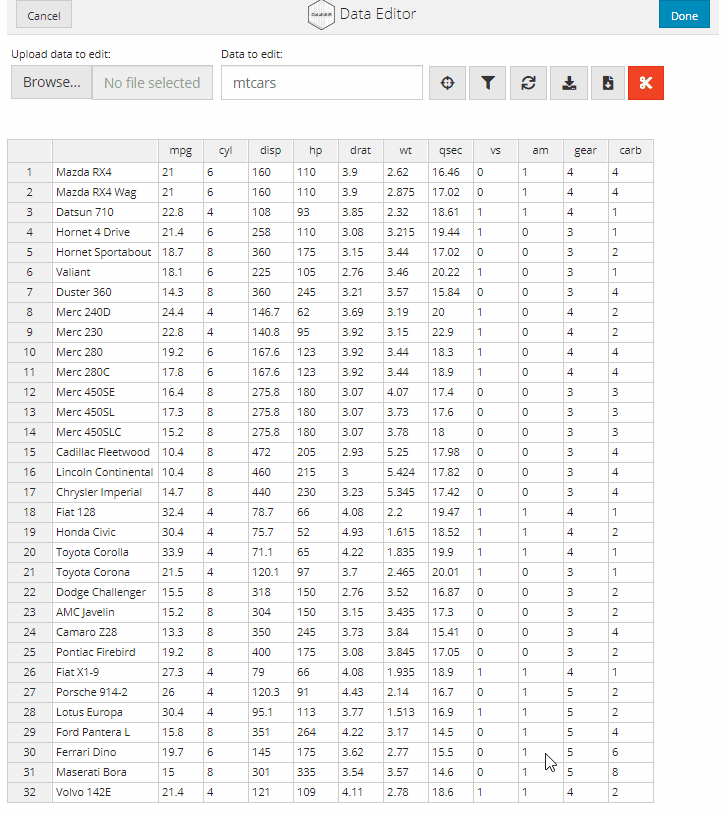 Cancel
DataEditR
Data Editor
Done
Upload data to edit:
Data to edit:
Browse...
No file selected
mtcars
mpg cyl disp hp drat wt qsec vs am gear carb
1 Mazda RX4 21 6 160 110 3.9 2.62 16.46 0 1 4 4
2 Mazda RX4 Wag 21 6 160 110 3.9 2.875 17.02 0 1 4 4
3 Datsun 710 22.8 4 108 93 3.85 2.32 18.61 1 1 4 1
4 Hornet 4 Drive 21.4 6 258 110 3.08 3.215 19.44 1 0 3 1
5 Hornet Sportabout 18.7 8 360 175 3.15 3.44 17.02 0 0 3 2
6 Valiant 18.1 6 225 105 2.76 3.46 20.22 1 0 3 1
7 Duster 360 14.3 8 360 245 3.21 3.57 15.84 0 0 3 4
8 Merc 240D 24.4 4 146.7 62 3.69 3.19 20 1 0 4 2
9 Merc 230 22.8 4 140.8 95 3.92 3.15 22.9 1 0 4 2
10 Merc 280 19.2 6 167.6 123 3.92 3.44 18.3 1 0 4 4
11 Merc 280C 17.8 6 167.6 123 3.92 3.44 18.9 1 0 4 4
12 Merc 450SE 16.4 8 275.8 180 3.07 4.07 17.4 0 0 3 3
13 Merc 450SL 17.3 8 275.8 180 3.07 3.73 17.6 0 0 3 3
14 Merc 450SLC 15.2 8 275.8 180 3.07 3.78 18 0 0 3 3
15 Cadillac Fleetwood 10.4 8 472 205 2.93 5.25 17.98 0 0 3 4
16 Lincoln Continental 10.4 8 460 215 3 5.424 17.82 0 0 3 4
17 Chrysler Imperial 14.7 8 440 230 3.23 5.345 17.42 0 0 3 4
18 Fiat 128 32.4 4 78.7 66 4.08 2.2 19.47 1 1 4 1
19 Honda Civic 30.4 4 75.7 52 4.93 1.615 18.52 1 1 4 2
20 Toyota Corolla 33.9 4 71.1 65 4.22 1.835 19.9 1 1 4 1
21 Toyota Corona 21.5 4 120.1 97 3.7 2.465 20.01 1 0 3 1
22 Dodge Challenger 15.5 8 318 150 2.76 3.52 16.87 0 0 3 2
23 AMC Javelin 15.2 8 304 150 3.15 3.435 17.3 0 0 3 2
24 Camaro Z28 13.3 8 350 245 3.73 3.84 15.41 0 0 3 4
25 Pontiac Firebird 19.2 8 400 175 3.08 3.845 17.05 0 0 3 2
26 Fiat X1-9 27.3 4 79 66 4.08 1.935 18.9 1 1 4 1
27 Porsche 914-2 26 4 120.3 91 4.43 2.14 16.7 0 1 5 2
28 Lotus Europa 30.4 4 95.1 113 3.77 1.513 16.9 1 1 5 2
29 Ford Pantera L 15.8 8 351 264 4.22 3.17 14.5 0 1 5 4
30 Ferrari Dino 19.7 6 145 175 3.62 2.77 15.5 0 1 5 6
31 Maserati Bora 15 8 301 335 3.54 3.57 14.6 0 1 5 8
32 Volvo 142E 21.4 4 121 109 4.11 2.78 18.6 1 1 4 2